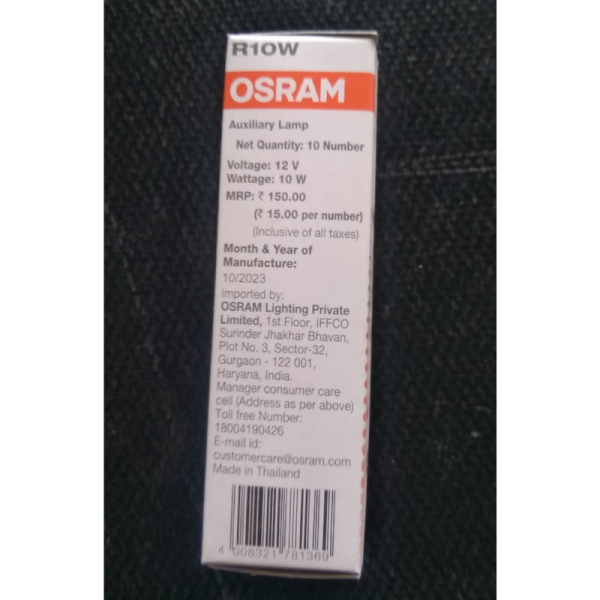 R10W
OSRAM
Auxiliary Lamp
Net Quantity: 10 Number
Voltage: 12 V
Wattage: 10 W
MRP: ₹ 150.00
(₹ 15.00 per number)
(Inclusive of all taxes)
Month & Year of
Manufacture:
10/2023
Imported by:
OSRAM Lighting Private
Limited, 1st Floor, IFFCO
Surinder Jhakhar Bhavan,
Plot No. 3, Sector-32,
Gurgaon - 122 001,
Haryana, India.
Manager consumer care
cell (Address as per above)
Toll free Number:
18004190426
E-mail id:
customercare@osram.com
Made in Thailand
4 008321 781369